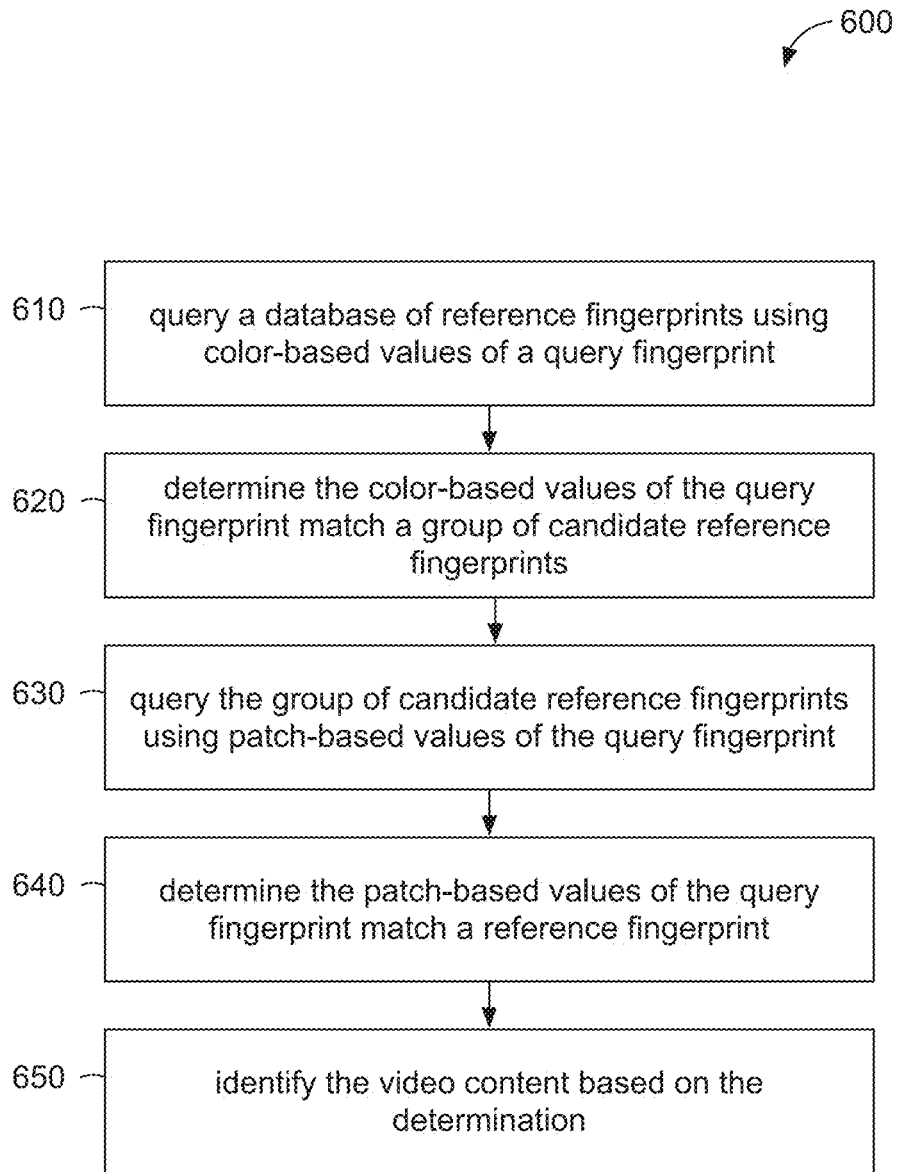 600
610
query a database of reference fingerprints using
color-based values of a query fingerprint
620
determine the color-based values of the query
fingerprint match a group of candidate reference
fingerprints
630
query the group of candidate reference fingerprints
using patch-based values of the query fingerprint
640
determine the patch-based values of the query
fingerprint match a reference fingerprint
650
identify the video content based on the
determination